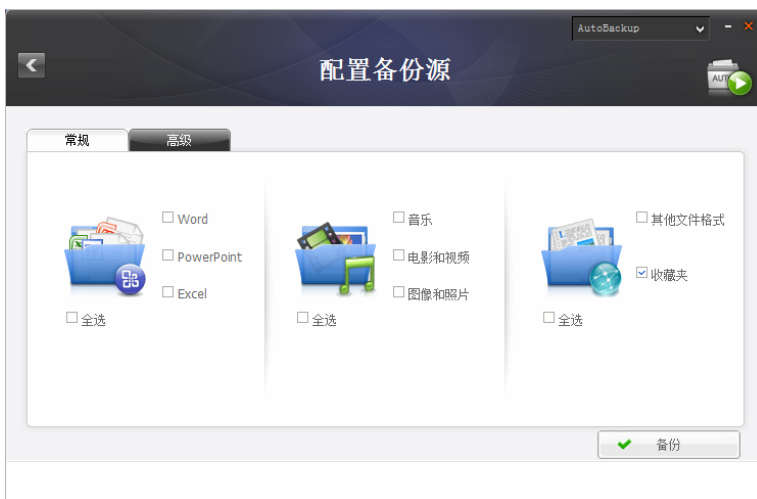 AutoBackup
配置备份源
AUTO
常规
高级
Word
PowerPoint
Excel
全选
音乐
电影和视频
图像和照片
全选
其他文件格式
收藏夹
全选
备份